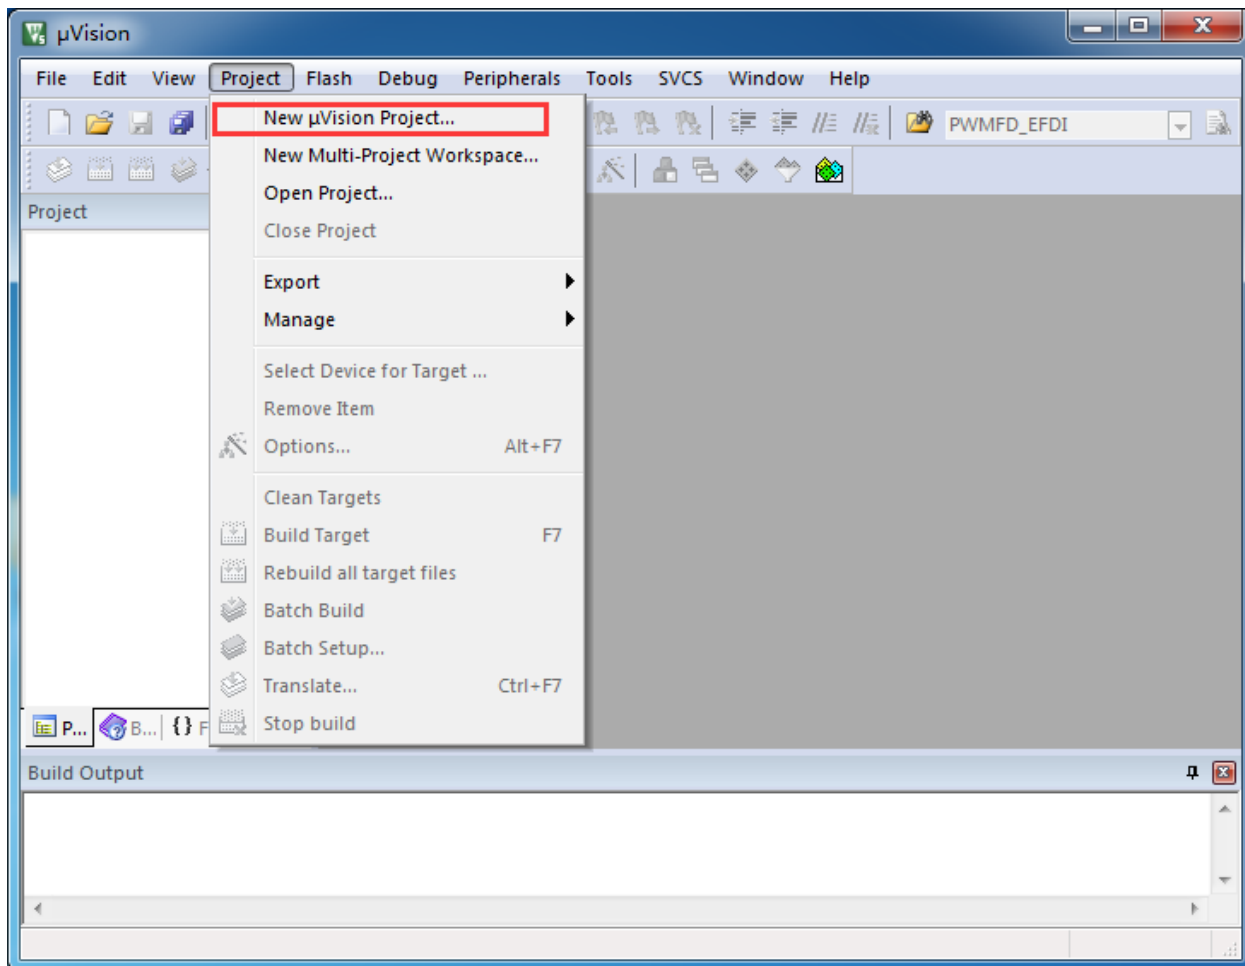 µVision
File Edit View Project Flash Debug Peripherals Tools SVCS Window Help
New µVision Project...
PWMFD_EFDI
New Multi-Project Workspace...
Project
Open Project...
Close Project
Export
Manage
Select Device for Target ...
Remove Item
Options... Alt+F7
Clean Targets
Build Target F7
Rebuild all target files
Batch Build
Batch Setup...
Translate... Ctrl+F7
Stop build
P... B... {} F
Build Output